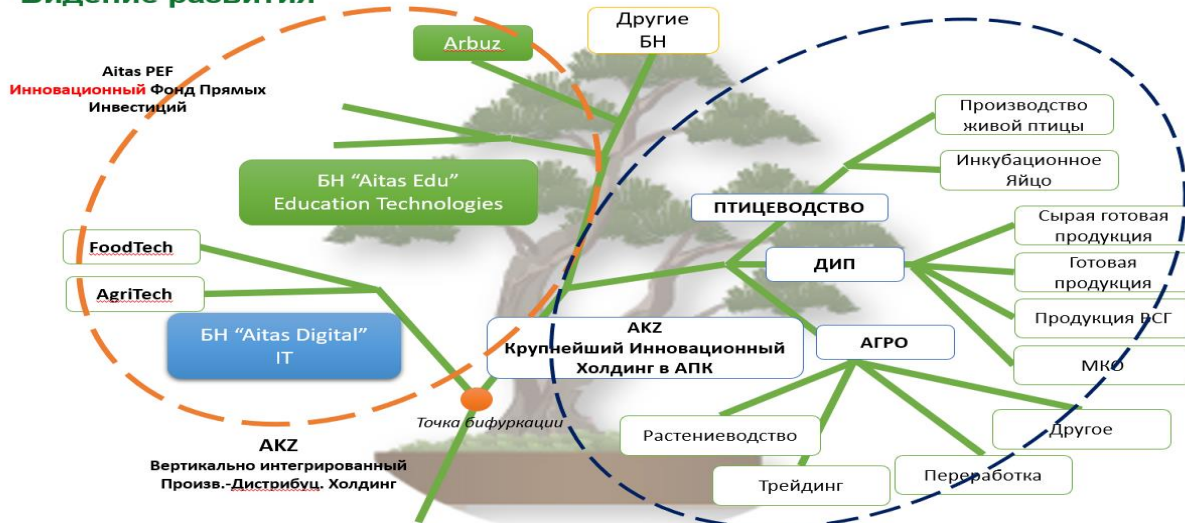 Видение развития
Arbuz
Другие
БН
Aitas PEF
Инновационный Фонд Прямых
Инвестиций
БН “Aitas Edu”
Education Technologies
FoodTech
AgriTech
БН “Aitas Digital”
IT
Производство
живой птицы
Инкубационное
Яйцо
ПТИЦЕВОДСТВО
Сырая готовая
продукция
ДИП
Готовая
продукция
Продукция ВСГ
МКО
AKZ
Крупнейший Инновационный
Холдинг в АПК
АГРО
Точка бифуркации
AKZ
Вертикально интегрированный
Произв.-Дистрибуц. Холдинг
Растениеводство
Трейдинг
Переработка
Другое